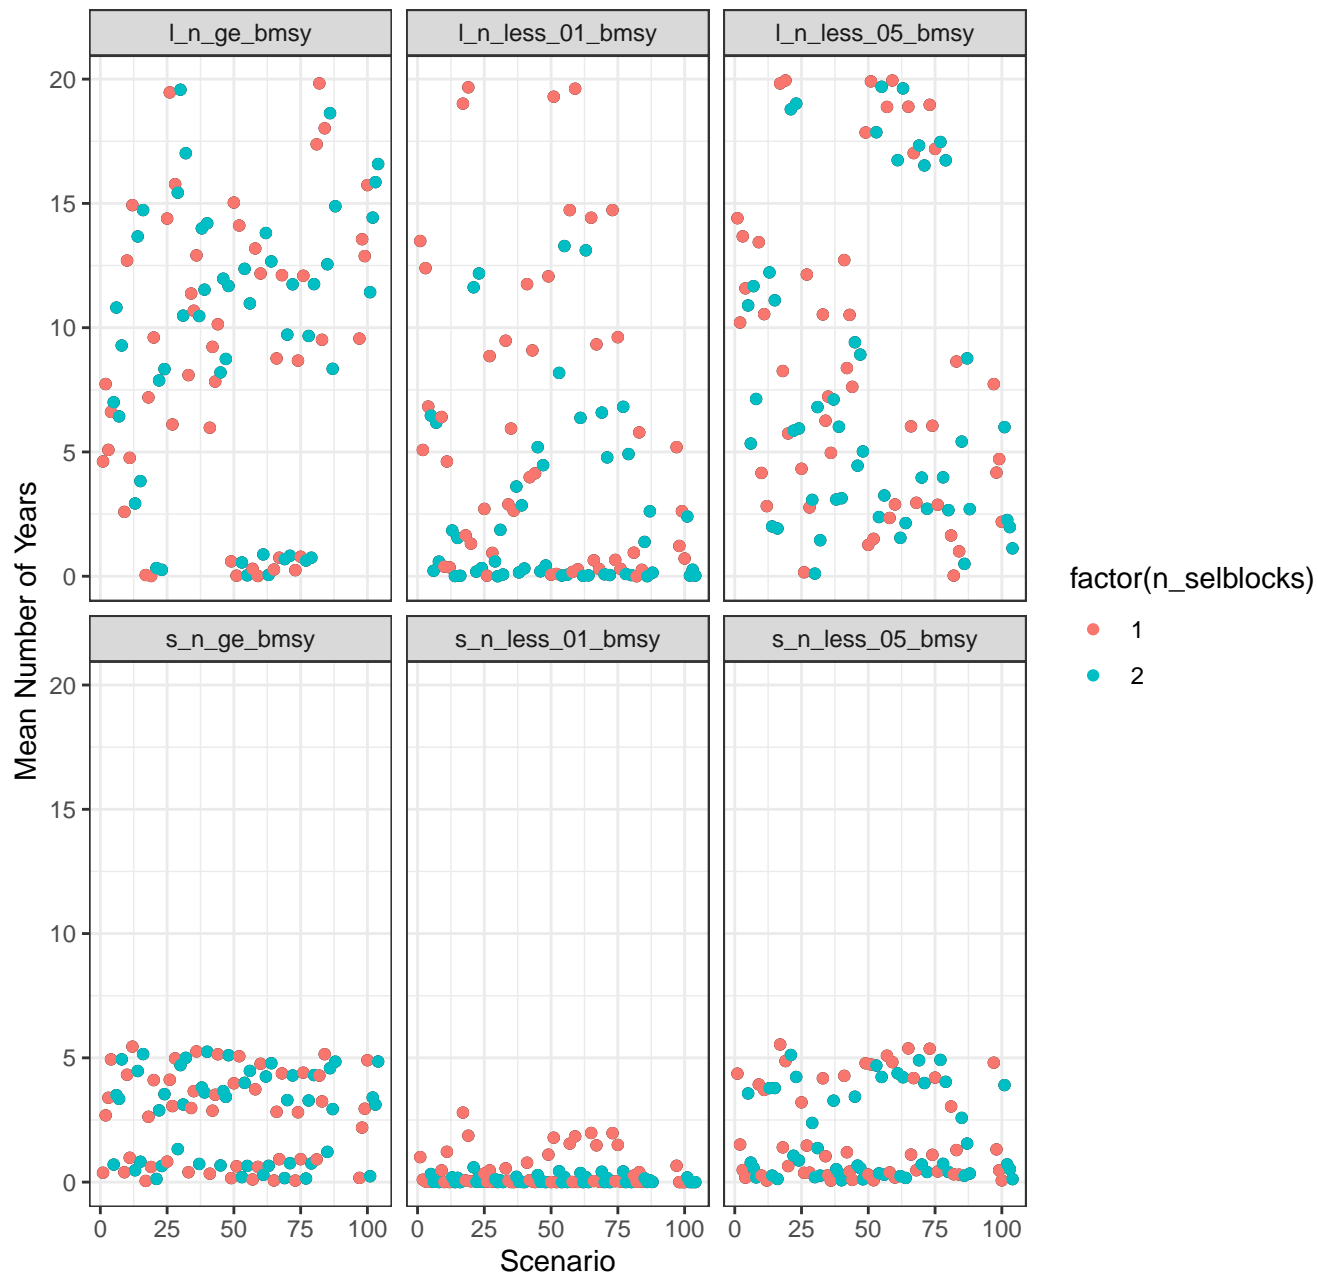 l_n_ge_bmsy l_n_less_01_bmsy l_n_less_05_bmsy
20
15
10
5
0
s_n_ge_bmsy s_n_less_01_bmsy s_n_less_05_bmsy
20
15
10
5
0
0 25 50 75 100 0 25 50 75 100 0 25 50 75 100
Scenario
Mean Number of Years
factor(n_selblocks)
1
2